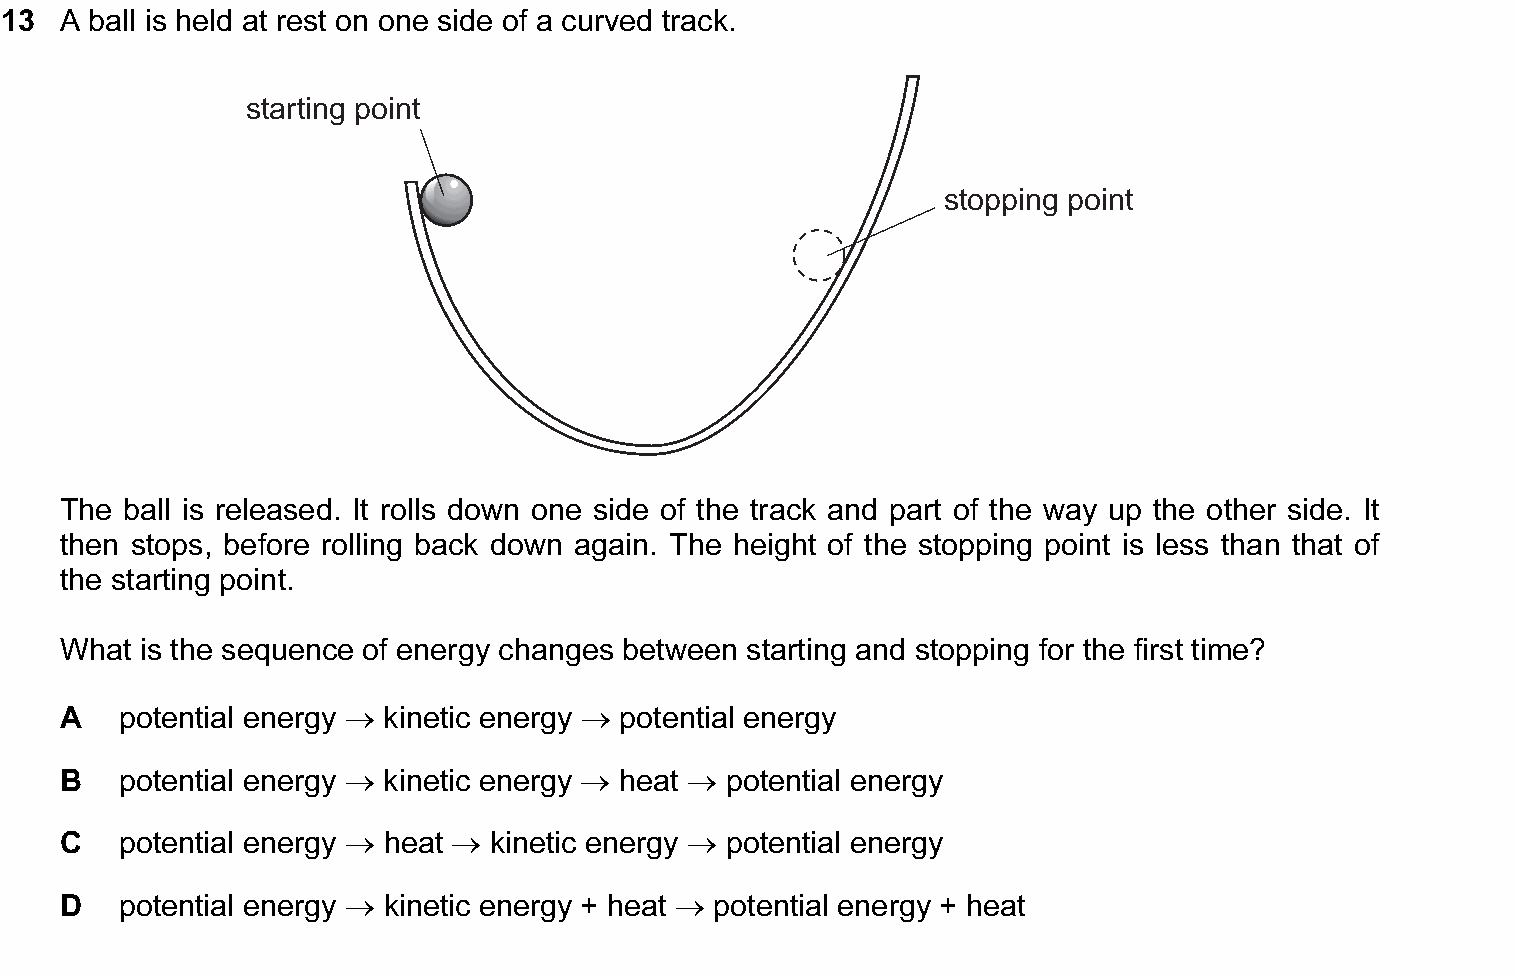 13 A ball is held at rest on one side of a curved track.
starting point
stopping point
The ball is released. It rolls down one side of the track and part of the way up the other side. It
then stops, before rolling back down again. The height of the stopping point is less than that of
the starting point.
What is the sequence of energy changes between starting and stopping for the first time?
A potential energy → kinetic energy → potential energy
B potential energy → kinetic energy → heat → potential energy
C potential energy → heat → kinetic energy → potential energy
D potential energy → kinetic energy + heat → potential energy + heat